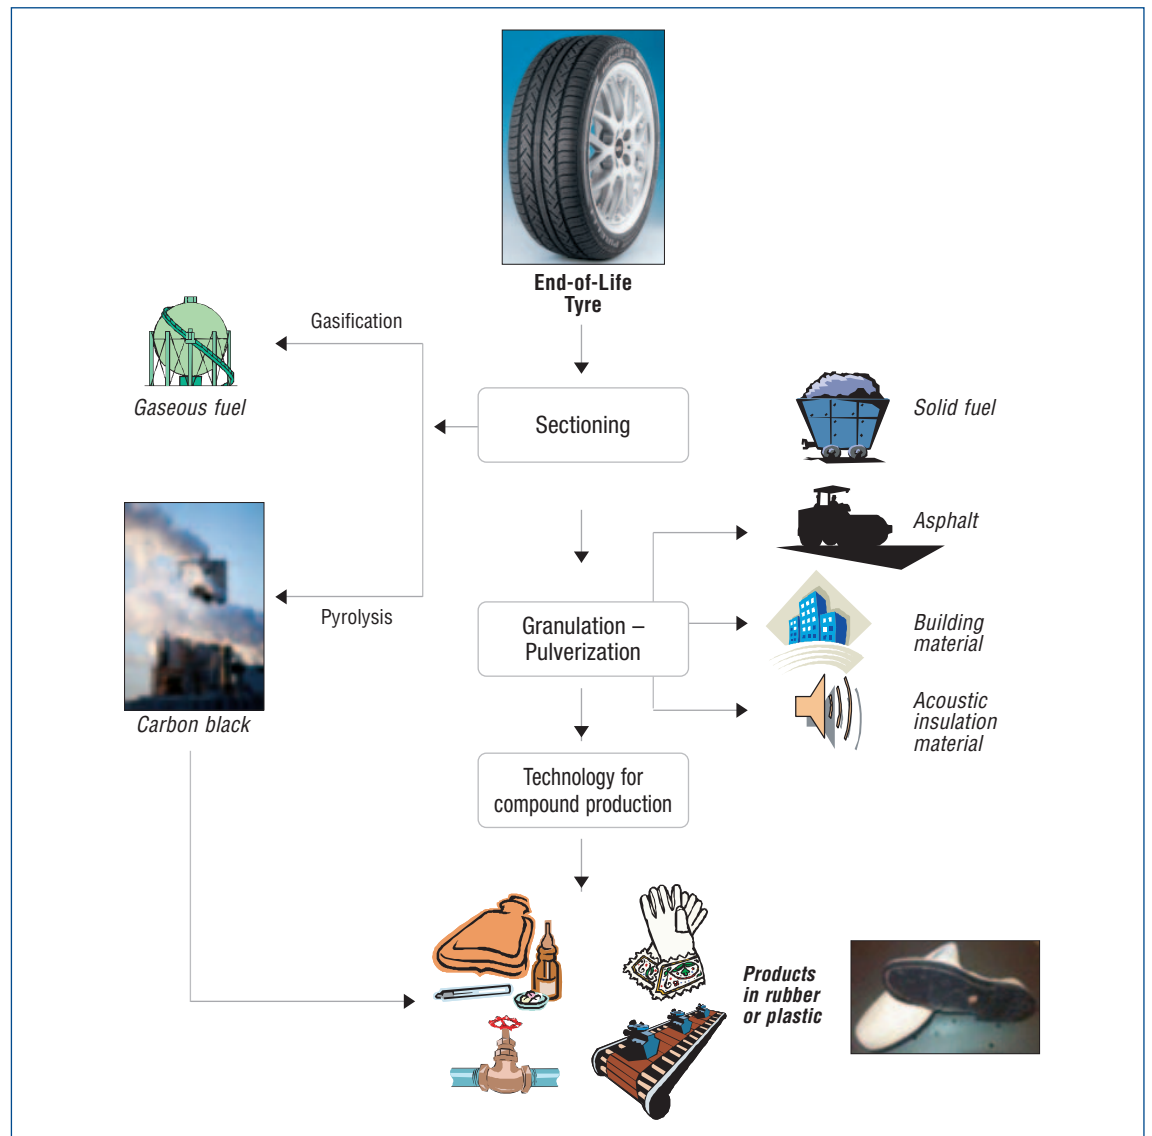 End-of-Life
Tyre
Gasification
Gaseous fuel
Sectioning
Solid fuel
Asphalt
Pyrolysis
Granulation –
Pulverization
Building
material
Carbon black
Acoustic
insulation
material
Technology for
compound production
Products
in rubber
or plastic